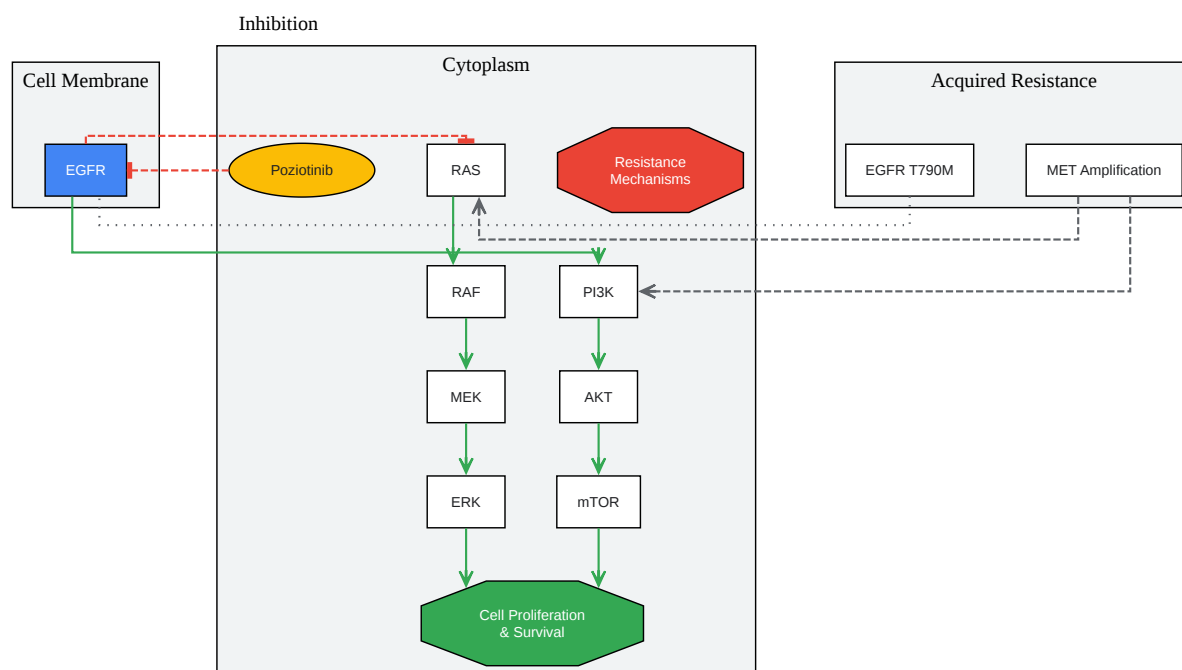 Inhibition
Cell Membrane
Cytoplasm
Acquired Resistance
EGFR
Poziotinib
RAS
Resistance
Mechanisms
EGFR T790M
MET Amplification
RAF
PI3K
MEK
AKT
ERK
mTOR
Cell Proliferation
& Survival